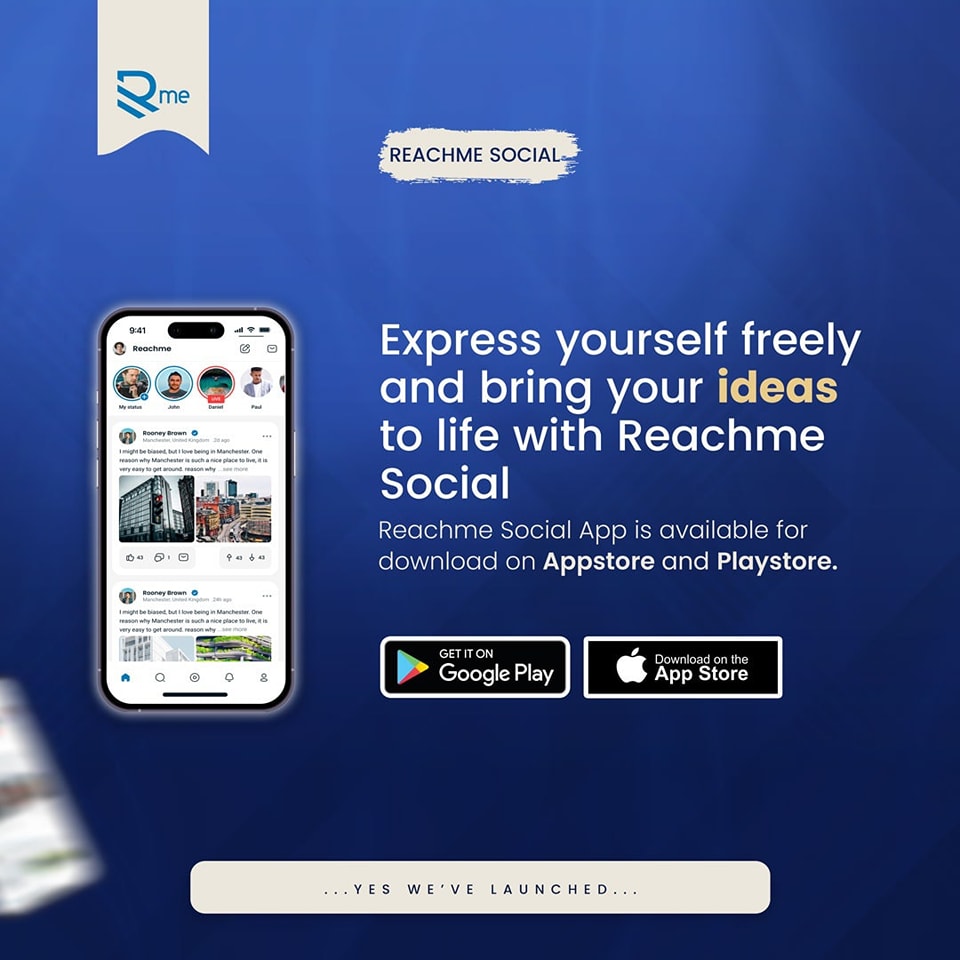 Rme
REACHME SOCIAL
Express yourself freely
and bring your ideas
to life with Reachme
Social
Reachme Social App is available for
download on Appstore and Playstore.
GET IT ON
Google Play
Download on the
App Store
9:41
Reachme
LIVE
My status John Daniel Paul
Rooney Brown
Manchester, United Kingdom . 2d ago
I might be biased, but I love being in Manchester. One
reason why Manchester is such a nice place to live, it is
very easy to get around. reason why ...see more
43 1 43 43
Rooney Brown
Manchester, United Kingdom . 24h ago
I might be biased, but I love being in Manchester. One
reason why Manchester is such a nice place to live, it is
very easy to get around. reason why ...see more
...YES WE'VE LAUNCHED...